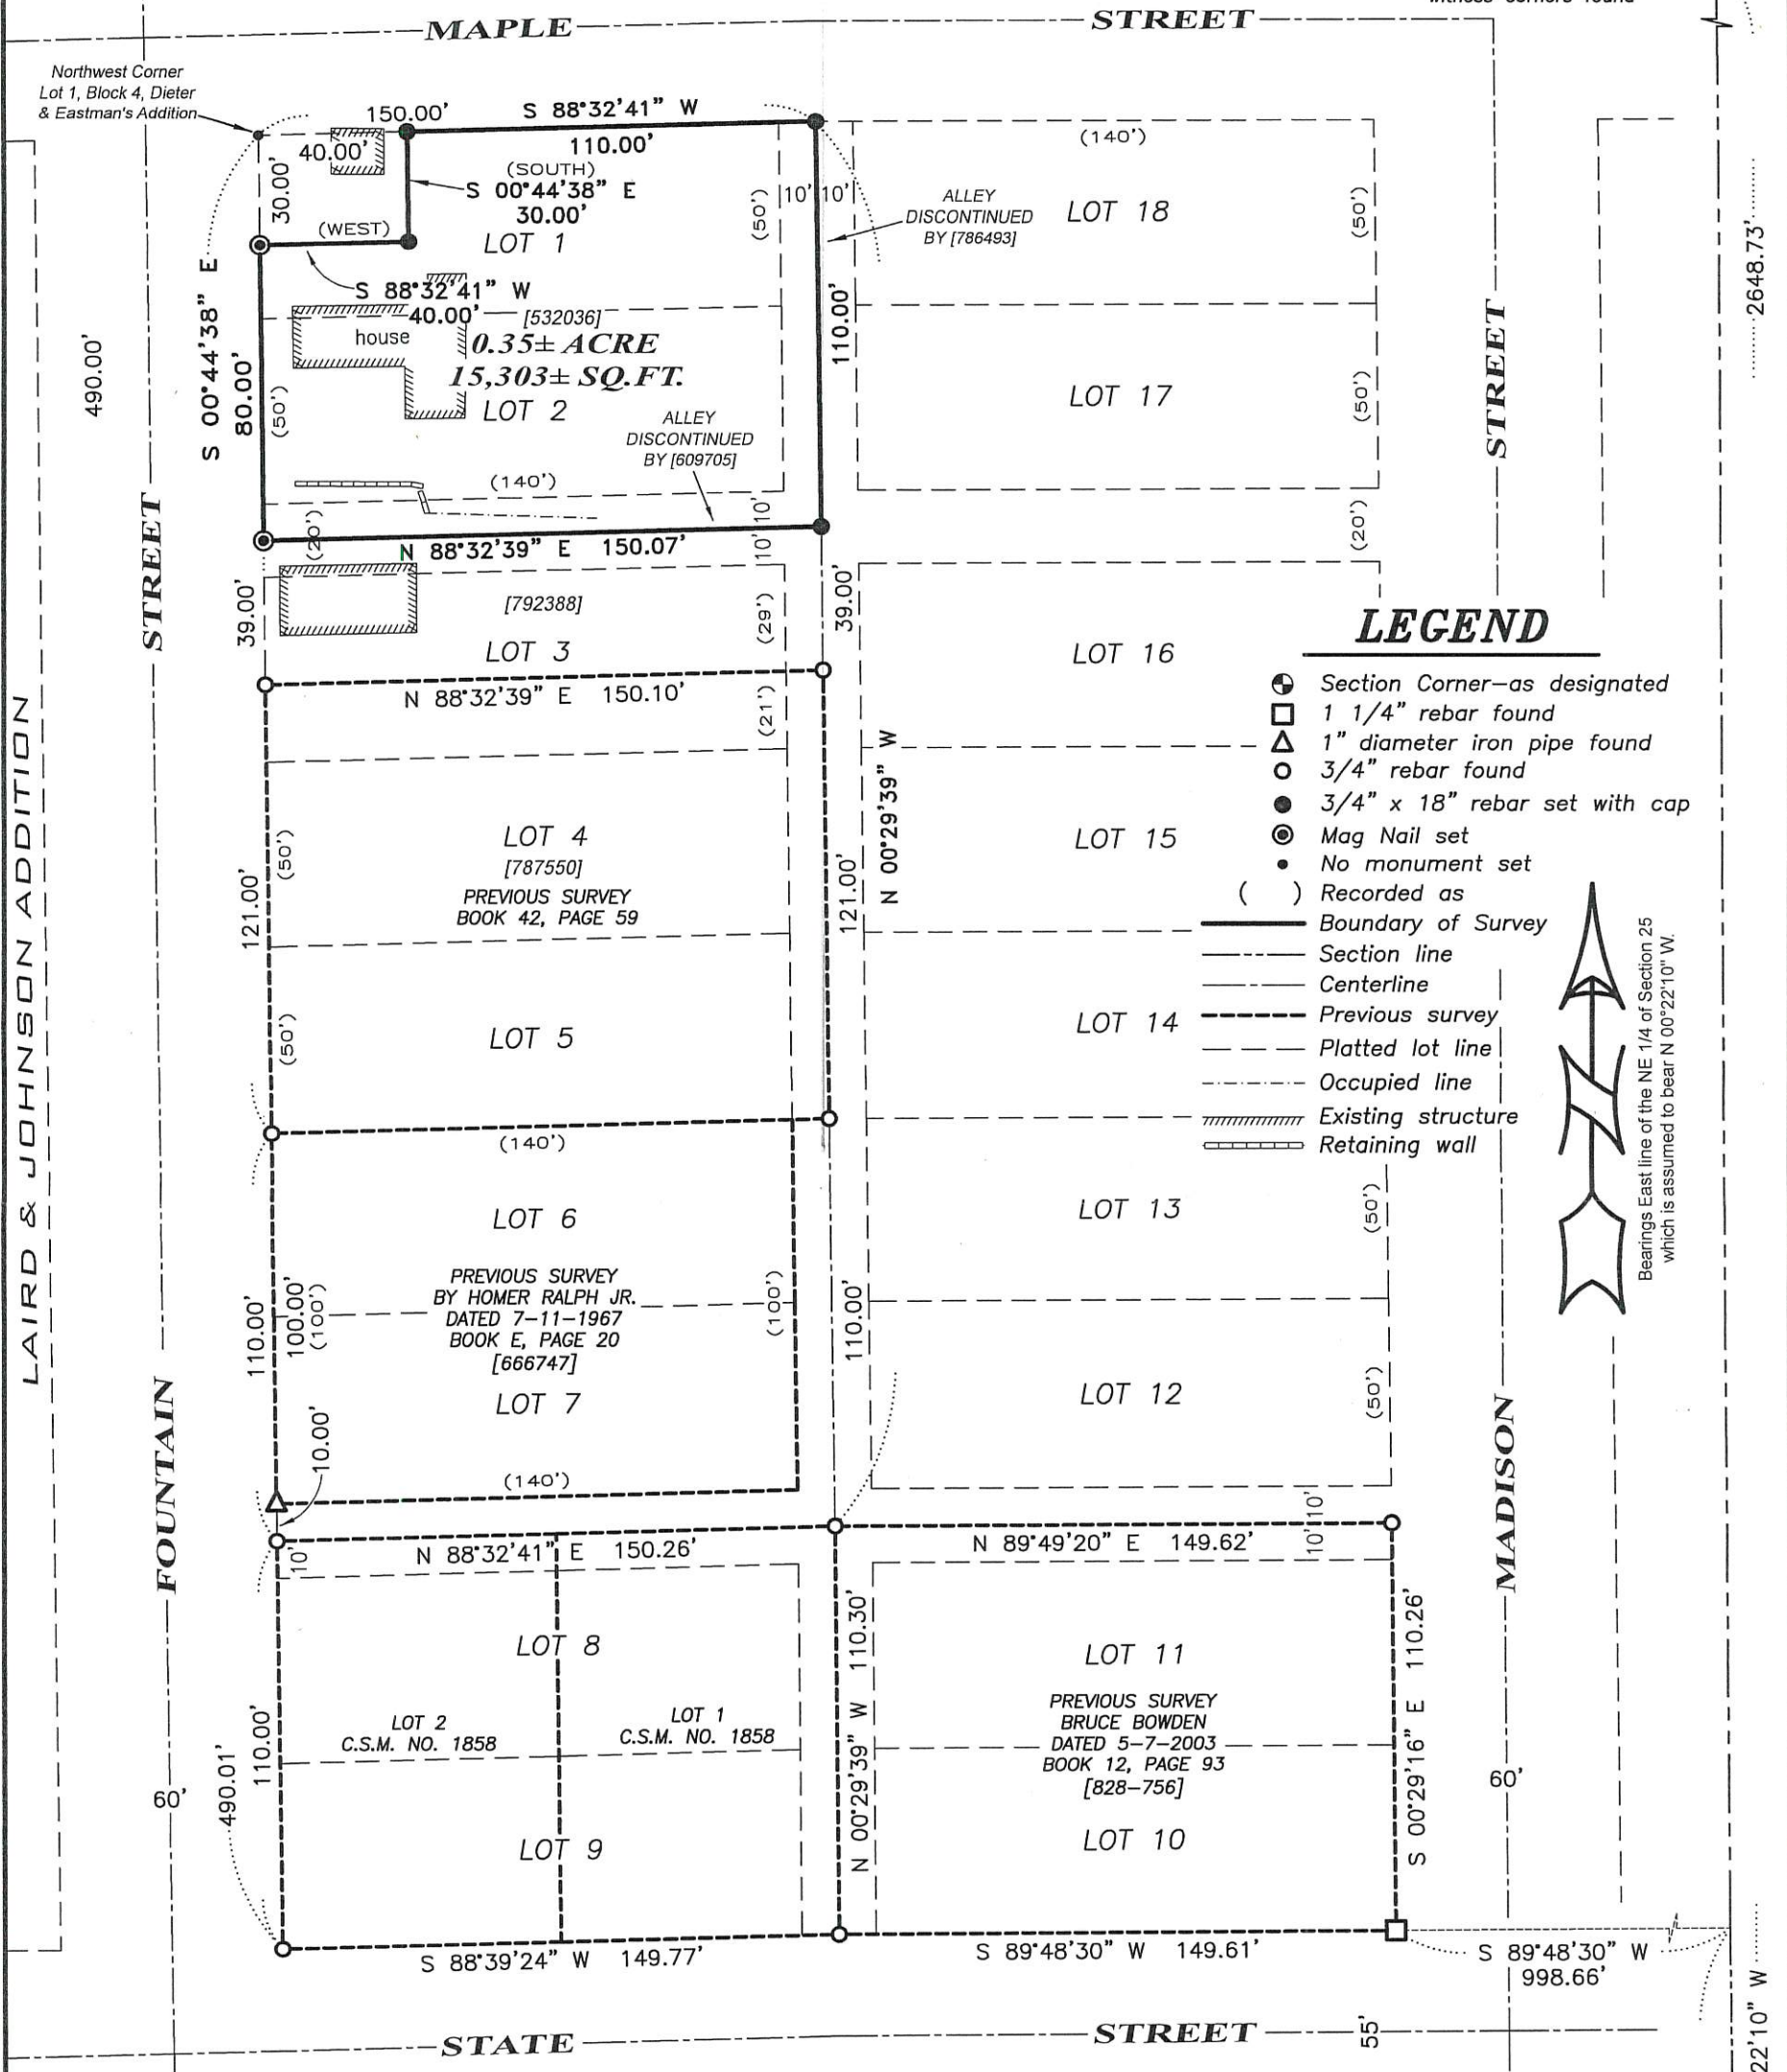 MAPLE STREET
Northwest Corner
Lot 1, Block 4, Dieter
& Eastman's Addition
150.00'
S 88°32'41" W
110.00'
40.00'
30.00'
(SOUTH)
S 00°44'38" E
30.00'
(WEST)
LOT 1
(50')
10' 10'
ALLEY
DISCONTINUED
BY [786493]
(140')
LOT 18
(50')
2648.73'
490.00'
S 00°44'38" E
80.00'
S 88°32'41" W
40.00'
[532036]
house
0.35± ACRE
15,303± SQ.FT.
(50')
LOT 2
110.00'
ALLEY
DISCONTINUED
BY [609705]
LOT 17
(50')
STREET
(140')
(20')
10' 10'
(20')
N 88°32'39" E 150.07'
STREET
39.00'
[792388]
(29')
39.00'
LOT 3
LOT 16
N 88°32'39" E 150.10'
(21')
N 00°29'39" W
LEGEND
Section Corner-as designated
1 1/4" rebar found
1" diameter iron pipe found
3/4" rebar found
3/4" x 18" rebar set with cap
Mag Nail set
No monument set
( ) Recorded as
Boundary of Survey
Section line
Centerline
Previous survey
Platted lot line
Occupied line
Existing structure
Retaining wall
LAIRD & JOHNSON ADDITION
121.00'
(50')
LOT 4
[787550]
PREVIOUS SURVEY
BOOK 42, PAGE 59
121.00'
LOT 15
(50')
LOT 5
LOT 14
Bearings East line of the NE 1/4 of Section 25
which is assumed to bear N 00°22'10" W.
(140')
LOT 6
LOT 13
(50')
110.00'
100.00'
(100')
PREVIOUS SURVEY
BY HOMER RALPH JR.
DATED 7-11-1967
BOOK E, PAGE 20
[666747]
(100')
110.00'
LOT 7
LOT 12
(50')
10.00'
(140')
FOUNTAIN
MADISON
10'
N 88°32'41" E 150.26'
N 89°49'20" E 149.62'
10' 10'
LOT 8
N 00°29'39" W 110.30'
LOT 11
S 00°29'16" E 110.26'
LOT 2
C.S.M. NO. 1858
LOT 1
C.S.M. NO. 1858
PREVIOUS SURVEY
BRUCE BOWDEN
DATED 5-7-2003
BOOK 12, PAGE 93
[828-756]
60'
490.01'
110.00'
60'
LOT 9
LOT 10
S 88°39'24" W 149.77'
S 89°48'30" W 149.61'
S 89°48'30" W
998.66'
STATE STREET
55'
22'10" W